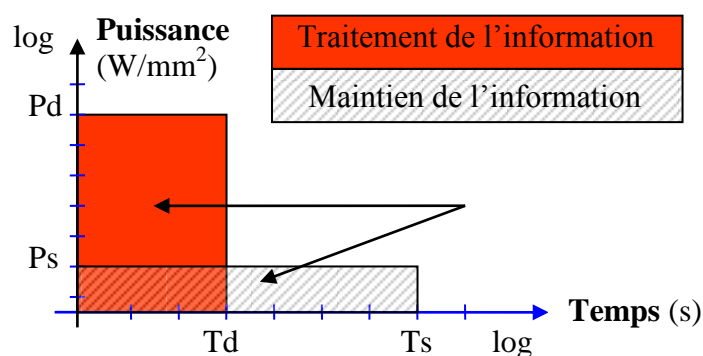 log
Puissance
(W/mm²)
Traitement de l'information
Maintien de l'information
Pd
Ps
Temps (s)
Td
Ts
log